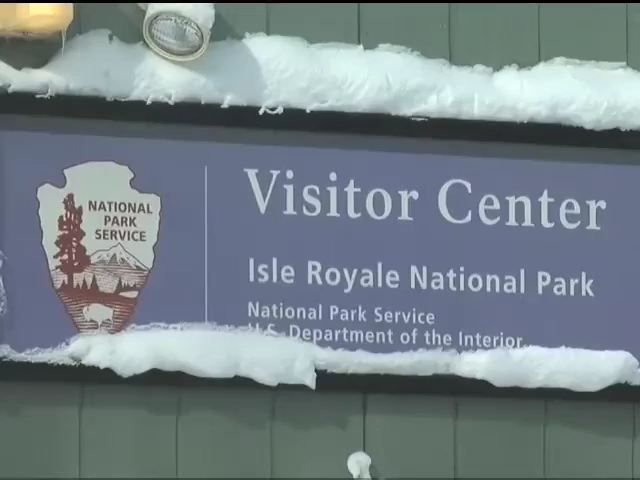 NATIONAL
PARK
SERVICE
Visitor Center
Isle Royale National Park
National Park Service
U.S. Department of the Interior